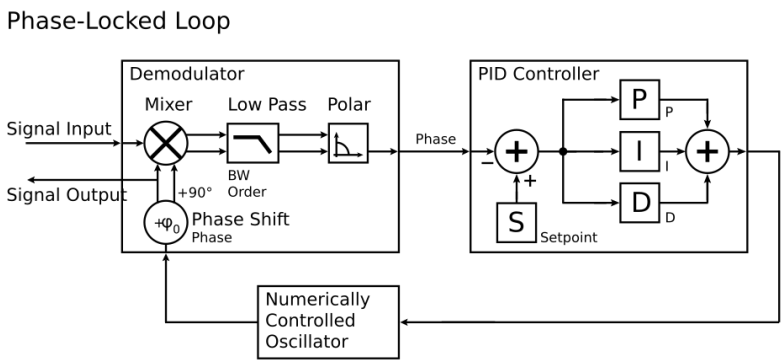 Phase-Locked Loop
Demodulator
PID Controller
Mixer
Low Pass
Polar
P
P
Signal Input
Phase
−
+
I
I
+
BW
Order
Signal Output
+90°
+
D
D
+φ₀
Phase Shift
Phase
S
Setpoint
Numerically
Controlled
Oscillator